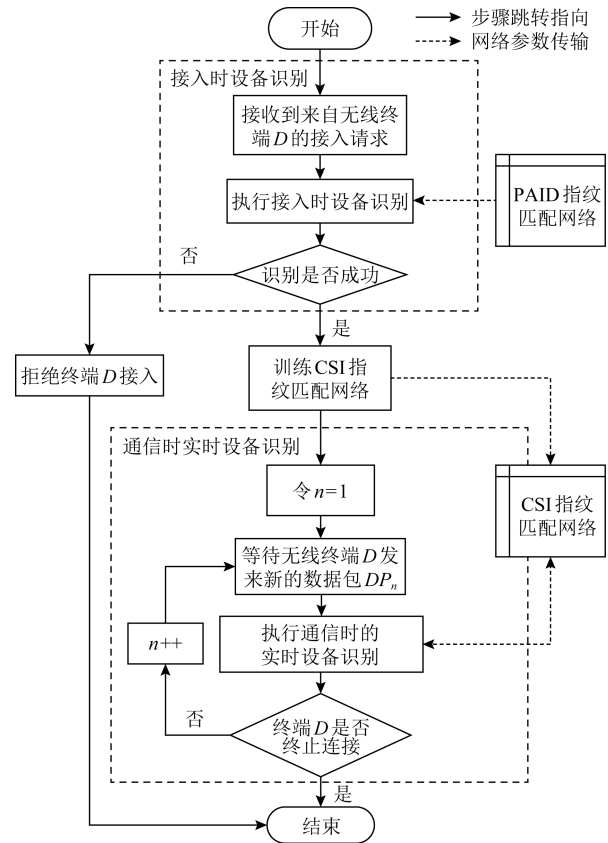 开始
步骤跳转指向
网络参数传输
接入时设备识别
接收到来自无线终
端D的接入请求
执行接入时设备识别
PAID指纹
匹配网络
否
识别是否成功
是
拒绝终端D接入
训练CSI指
纹匹配网络
通信时实时设备识别
令n=1
CSI指纹
匹配网络
等待无线终端D发
来新的数据包DPₙ
n++
执行通信时的
实时设备识别
否
终端D是否
终止连接
是
结束